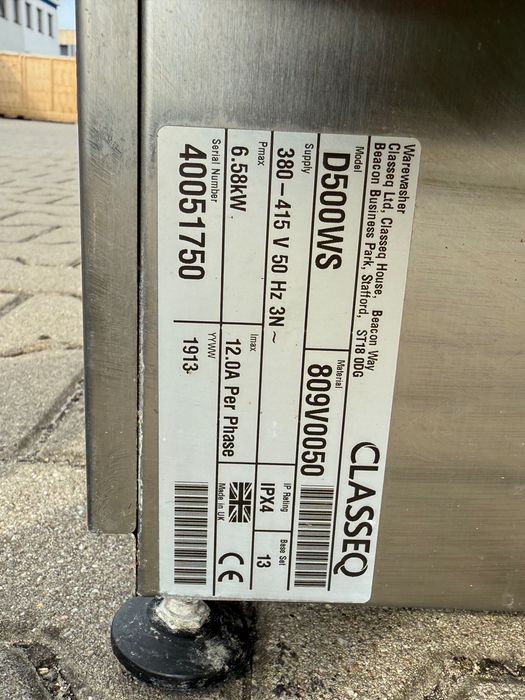 Warewasher
Classeq Ltd, Classeq House, Beacon Way
Beacon Business Park, Stafford, ST18 0DG
CLASSEQ
Model
D500WS
Material
809V0050
Supply
380-415 V 50 Hz 3N ~
IP Rating
IPX4
Base Set
13
Pmax
6.58kW
Imax
12.0A Per Phase
Made in UK
CE
Serial Number
40051750
YYWW
1913